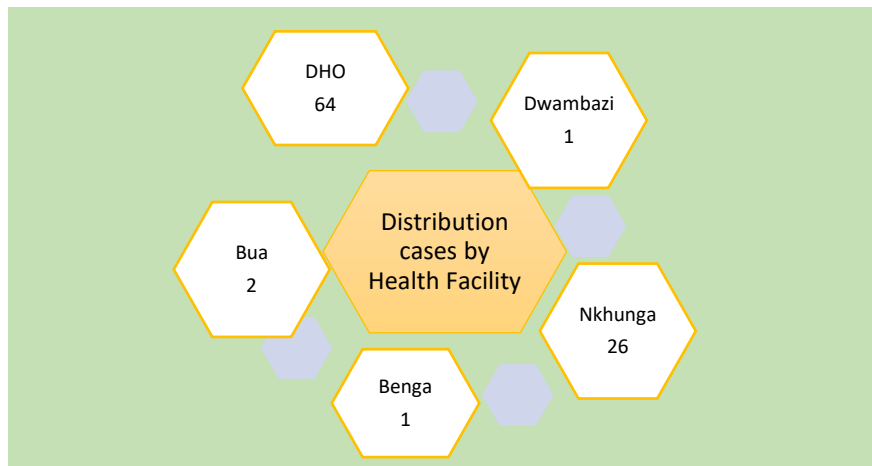 DHO
64
Dwambazi
1
Distribution
cases by
Health Facility
Bua
2
Nkhunga
26
Benga
1